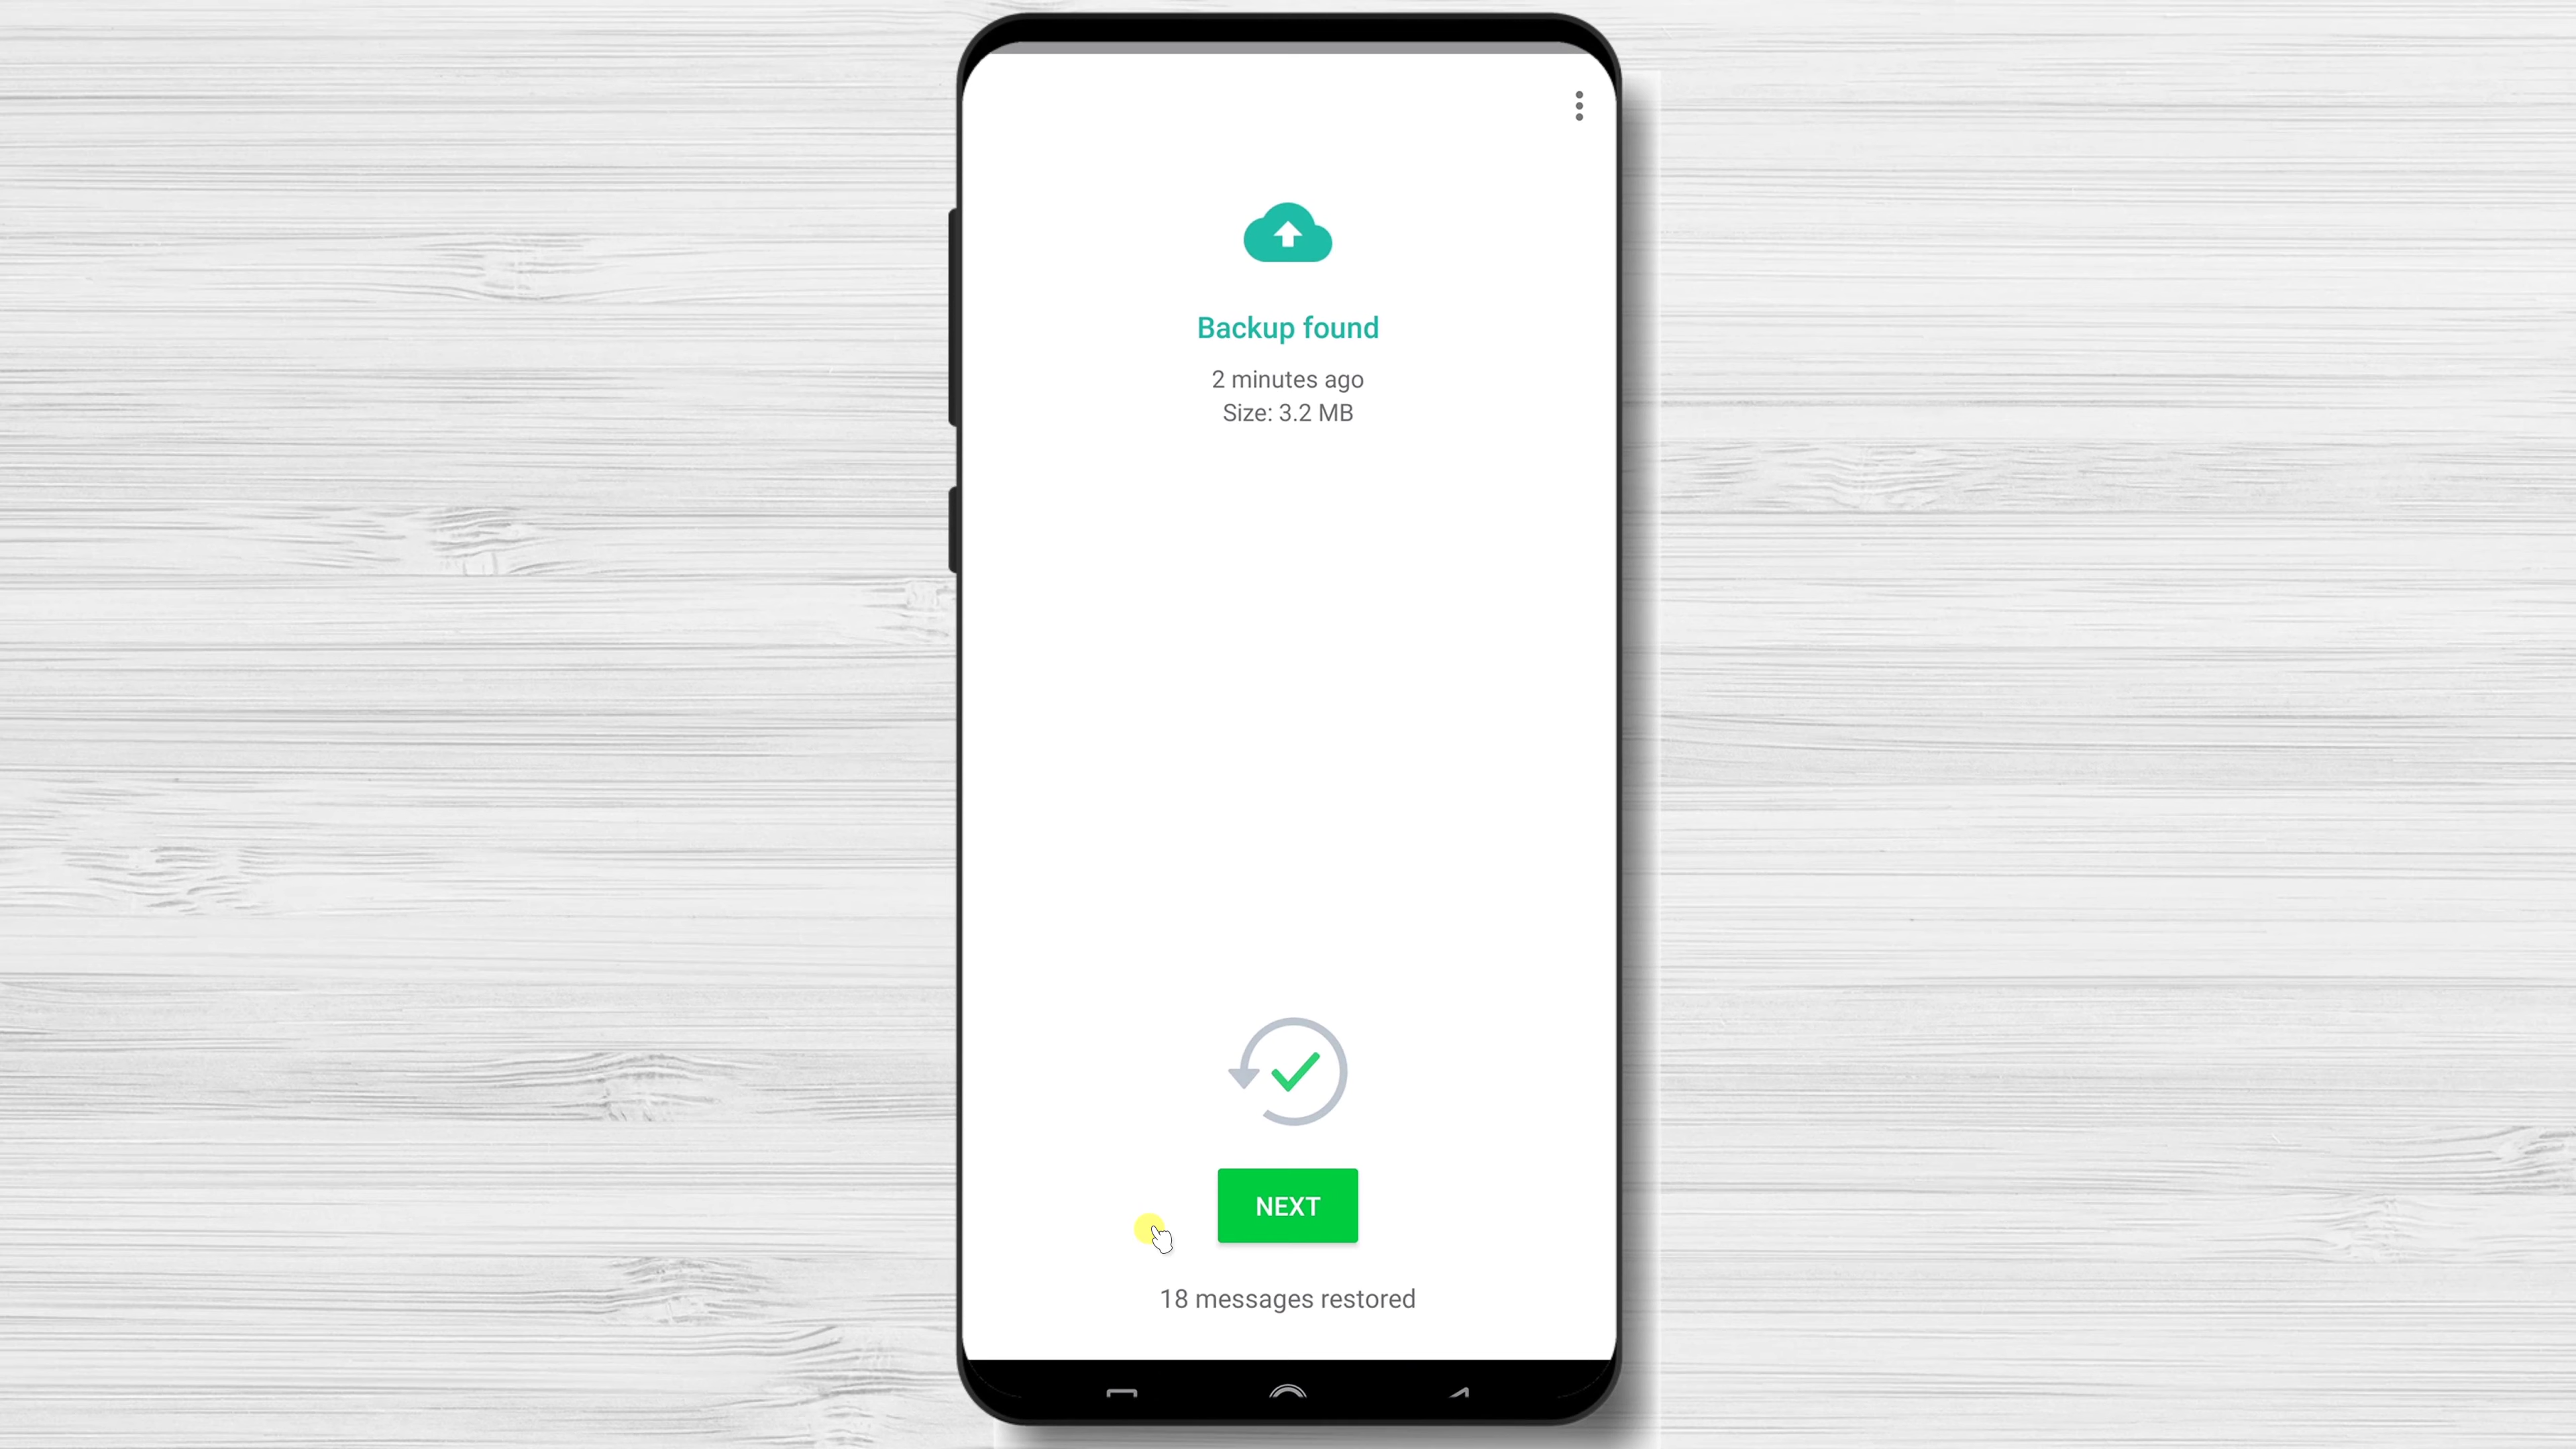 Backup found
2 minutes ago
Size: 3.2 MB
NEXT
18 messages restored